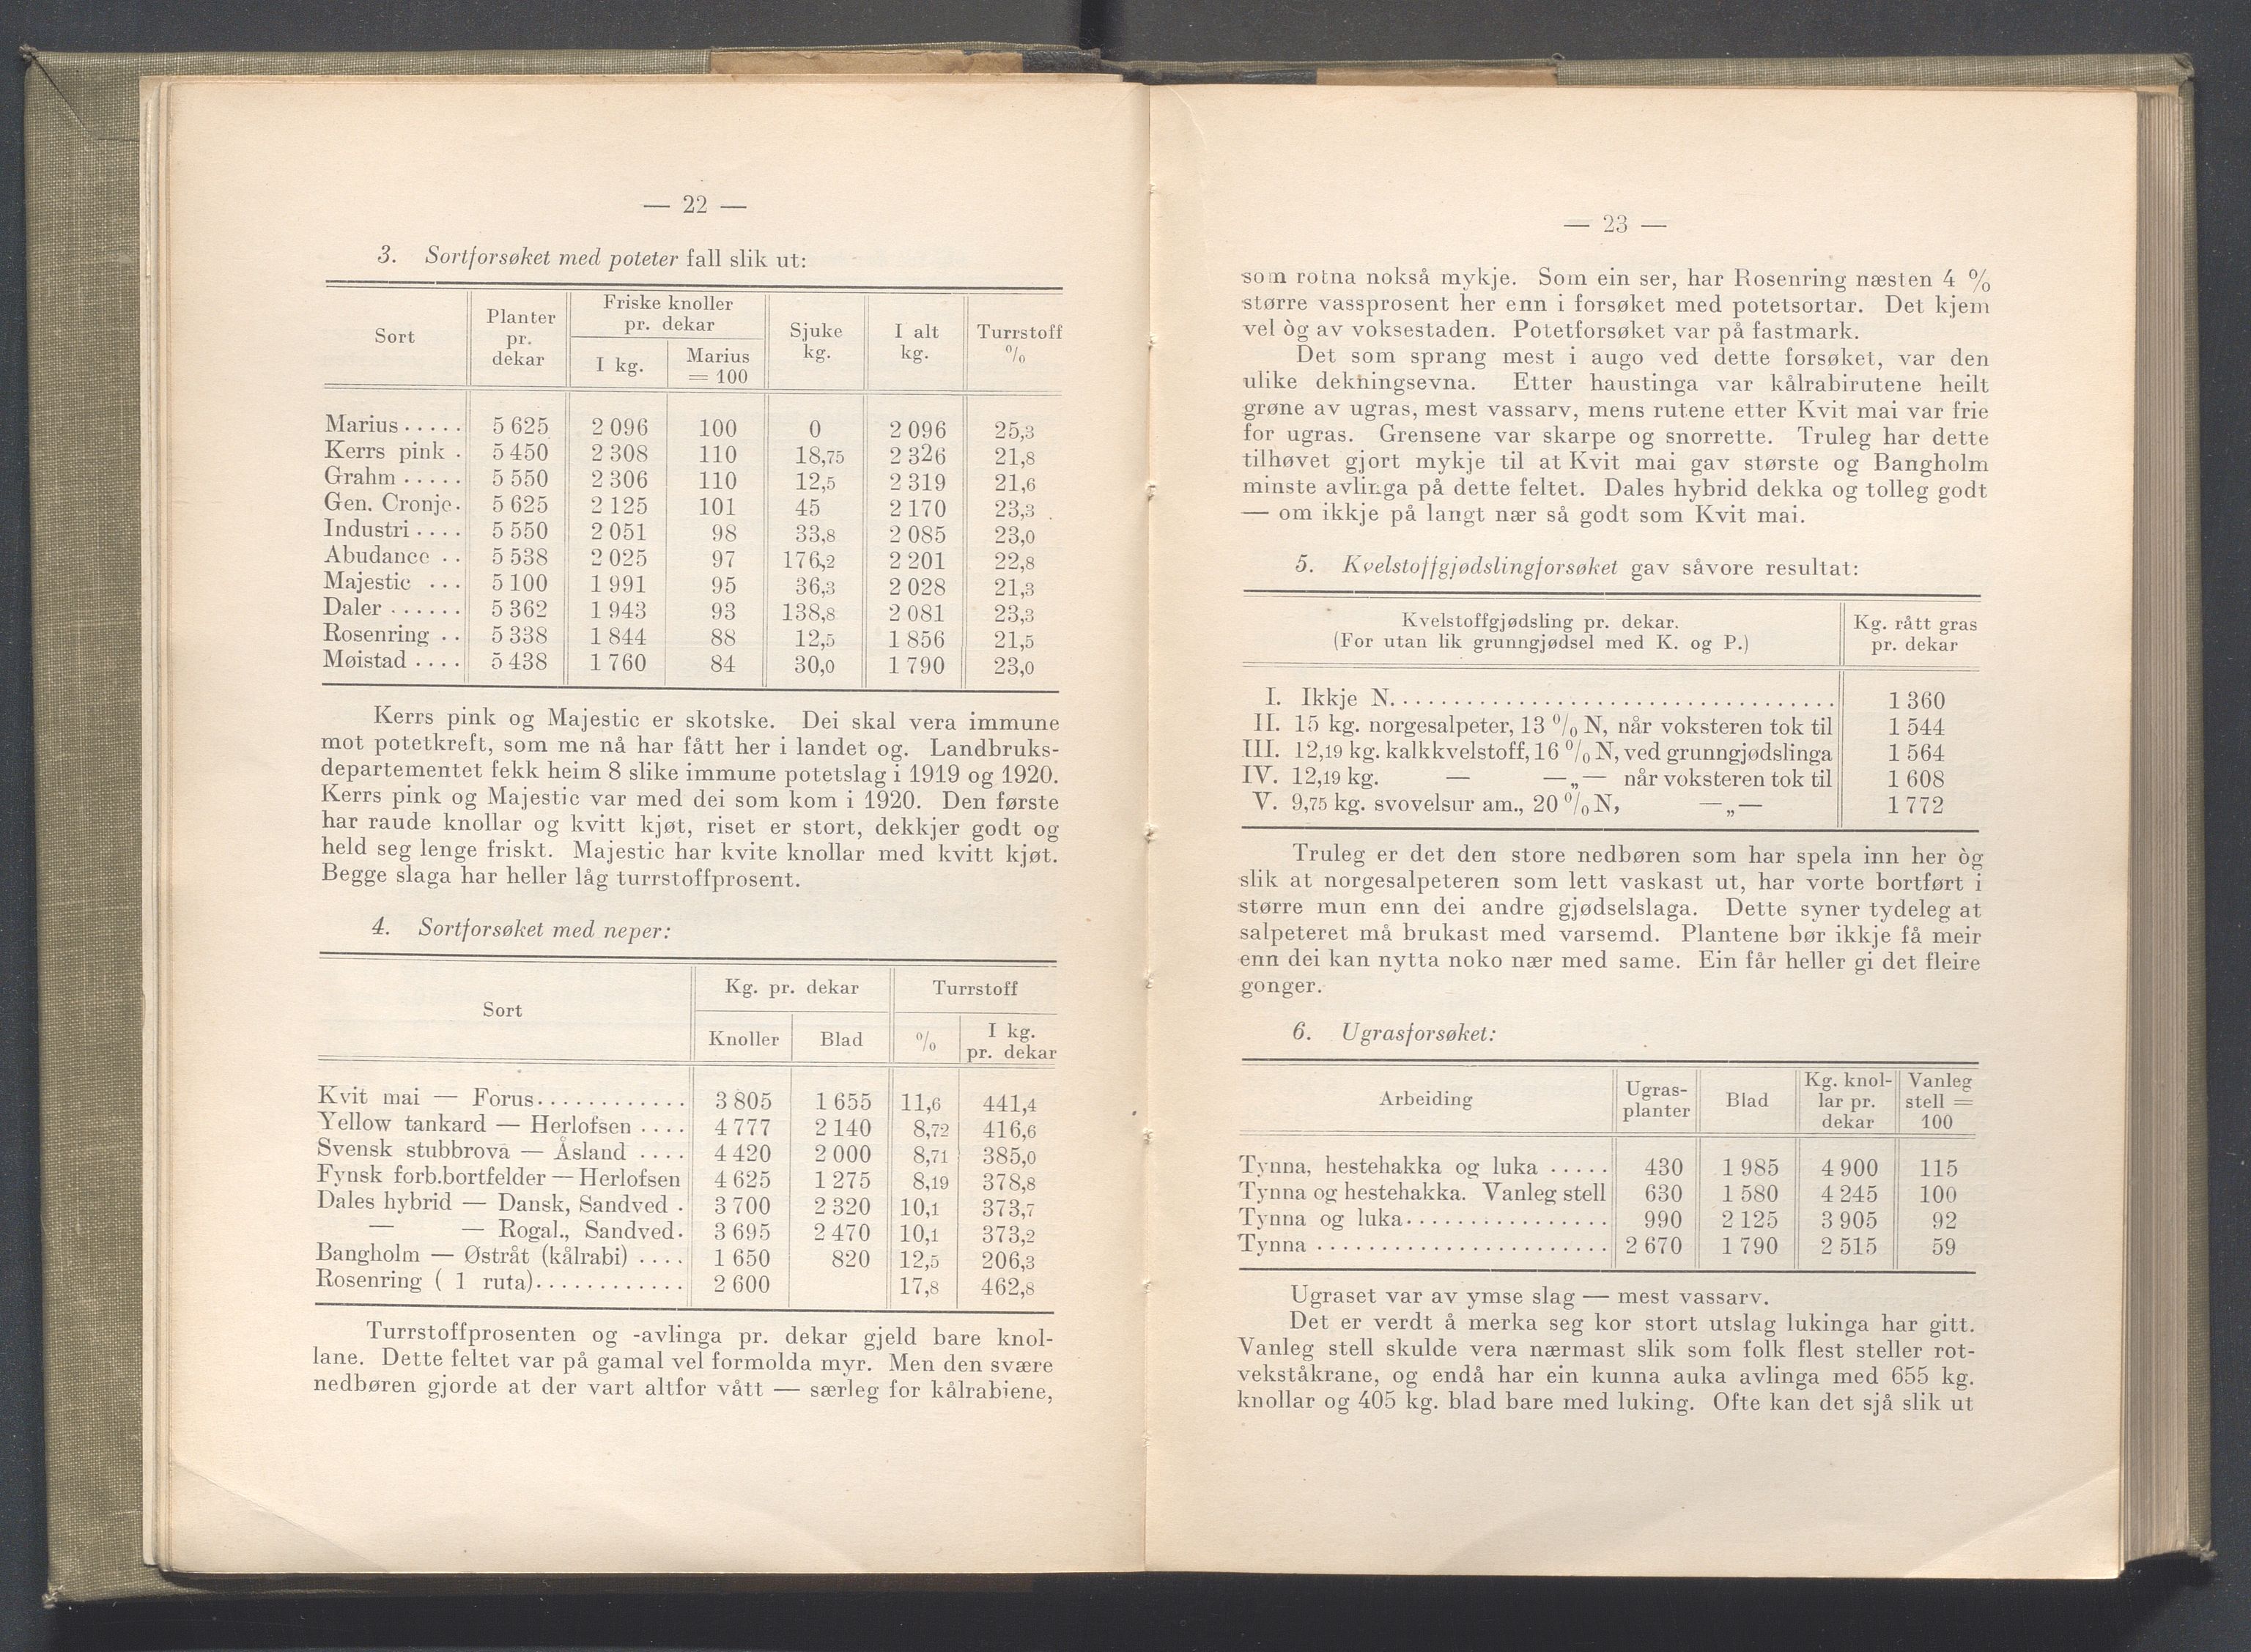 — 22 —
3. Sortforsøket med poteter fall slik ut:
Sort | Planter pr. dekar | Friske knoller pr. dekar | Sjuke kg. | I alt kg. | Turrstoff %
I kg. | Marius = 100
Marius ..... 5 625 2 096 100 0 2 096 25,3
Kerrs pink . 5 450 2 308 110 18,75 2 326 21,8
Grahm ..... 5 550 2 306 110 12,5 2 319 21,6
Gen. Cronje. 5 625 2 125 101 45 2 170 23,3
Industri .... 5 550 2 051 98 33,8 2 085 23,0
Abudance .. 5 538 2 025 97 176,2 2 201 22,8
Majestic ... 5 100 1 991 95 36,3 2 028 21,3
Daler ...... 5 362 1 943 93 138,8 2 081 23,3
Rosenring .. 5 338 1 844 88 12,5 1 856 21,5
Møistad .... 5 438 1 760 84 30,0 1 790 23,0
Kerrs pink og Majestic er skotske. Dei skal vera immune
mot potetkreft, som me nå har fått her i landet og. Landbruks-
departementet fekk heim 8 slike immune potetslag i 1919 og 1920.
Kerrs pink og Majestic var med dei som kom i 1920. Den første
har raude knollar og kvitt kjøt, riset er stort, dekkjer godt og
held seg lenge friskt. Majestic har kvite knollar med kvitt kjøt.
Begge slaga har heller låg turrstoffprosent.
4. Sortforsøket med neper:
Sort | Kg. pr. dekar | Turrstoff
Knoller | Blad | % | I kg. pr. dekar
Kvit mai — Forus............ 3 805 1 655 11,6 441,4
Yellow tankard — Herlofsen .... 4 777 2 140 8,72 416,6
Svensk stubbrova — Åsland .... 4 420 2 000 8,71 385,0
Fynsk forb.bortfelder — Herlofsen 4 625 1 275 8,19 378,8
Dales hybrid — Dansk, Sandved . 3 700 2 320 10,1 373,7
— — Rogal., Sandved. 3 695 2 470 10,1 373,2
Bangholm — Østråt (kålrabi) .... 1 650 820 12,5 206,3
Rosenring ( 1 ruta)............ 2 600 17,8 462,8
Turrstoffprosenten og -avlinga pr. dekar gjeld bare knol-
lane. Dette feltet var på gamal vel formolda myr. Men den svære
nedbøren gjorde at der vart altfor vått — særleg for kålrabiene,
— 23 —
som rotna nokså mykje. Som ein ser, har Rosenring næsten 4 %
større vassprosent her enn i forsøket med potetsortar. Det kjem
vel òg av voksestaden. Potetforsøket var på fastmark.
Det som sprang mest i augo ved dette forsøket, var den
ulike dekningsevna. Etter haustinga var kålrabirutene heilt
grøne av ugras, mest vassarv, mens rutene etter Kvit mai var frie
for ugras. Grensene var skarpe og snorrette. Truleg har dette
tilhøvet gjort mykje til at Kvit mai gav største og Bangholm
minste avlinga på dette feltet. Dales hybrid dekka og tolleg godt
— om ikkje på langt nær så godt som Kvit mai.
5. Kvelstoffgjødslingforsøket gav såvore resultat:
Kvelstoffgjødsling pr. dekar. | Kg. rått gras
(For utan lik grunngjødsel med K. og P.) | pr. dekar
I. Ikkje N.................................. 1 360
II. 15 kg. norgesalpeter, 13 % N, når voksteren tok til 1 544
III. 12,19 kg. kalkkvelstoff, 16 % N, ved grunngjødslinga 1 564
IV. 12,19 kg. — —„— når voksteren tok til 1 608
V. 9,75 kg. svovelsur am., 20 % N, —„— 1 772
Truleg er det den store nedbøren som har spela inn her òg
slik at norgesalpeteren som lett vaskast ut, har vorte bortført i
større mun enn dei andre gjødselslaga. Dette syner tydeleg at
salpeteret må brukast med varsemd. Plantene bør ikkje få meir
enn dei kan nytta noko nær med same. Ein får heller gi det fleire
gonger.
6. Ugrasforsøket:
Arbeiding | Ugras-planter | Blad | Kg. knol-lar pr. dekar | Vanleg stell = 100
Tynna, hestehakka og luka ..... 430 1 985 4 900 115
Tynna og hestehakka. Vanleg stell 630 1 580 4 245 100
Tynna og luka................ 990 2 125 3 905 92
Tynna ....................... 2 670 1 790 2 515 59
Ugraset var av ymse slag — mest vassarv.
Det er verdt å merka seg kor stort utslag lukinga har gitt.
Vanleg stell skulde vera nærmast slik som folk flest steller rot-
vekståkrane, og endå har ein kunna auka avlinga med 655 kg.
knollar og 405 kg. blad bare med luking. Ofte kan det sjå slik ut